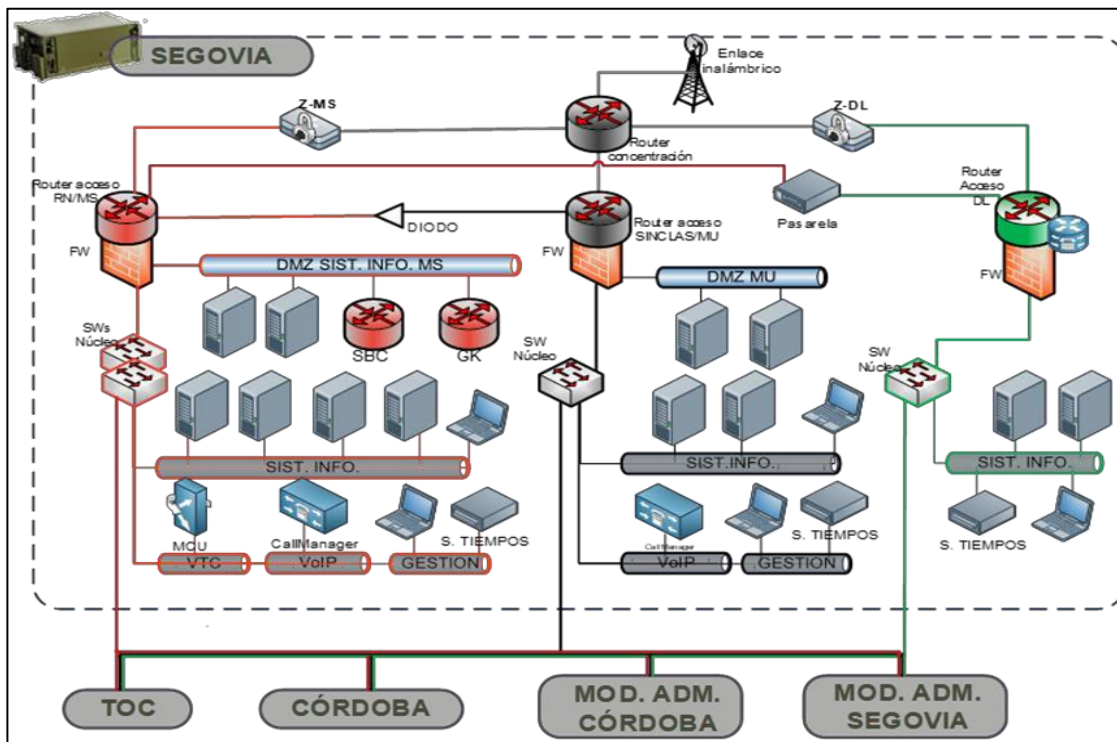 SEGOVIA
Enlace
inalámbrico
Z-MS
Z-DL
Router
concentración
Router acceso
RN/MS
Router
Acceso
DL
Pasarela
DIODO
Router acceso
SINCLAS/MU
FW
FW
FW
DMZ SIST. INFO. MS
DMZ MU
SWs
Núcleo
SBC
GK
SW
Núcleo
SW
Núcleo
SIST. INFO.
SIST.INFO.
SIST. INFO.
MCU
CallManager
S. TIEMPOS
CallManager
S. TIEMPOS
S. TIEMPOS
VTC
VoIP
GESTION
VoIP
GESTION
TOC
CÓRDOBA
MOD. ADM.
CÓRDOBA
MOD. ADM.
SEGOVIA